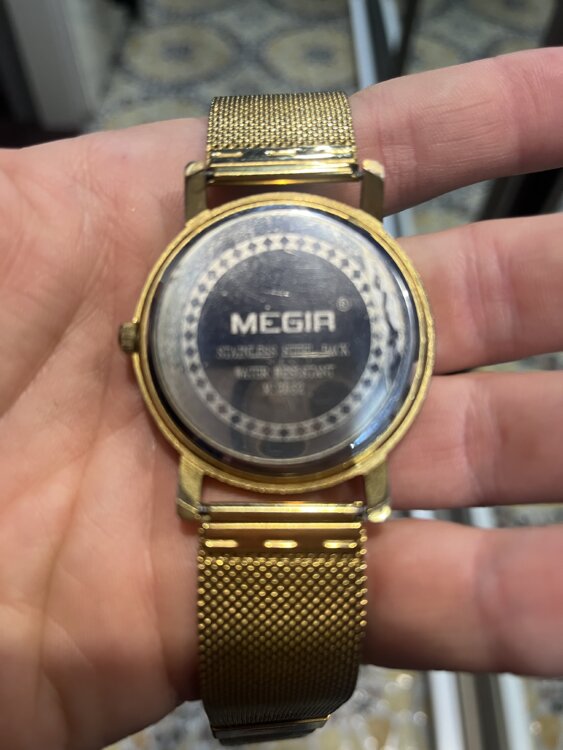 MEGIR ®
STAINLESS STEEL BACK
WATER RESISTANT